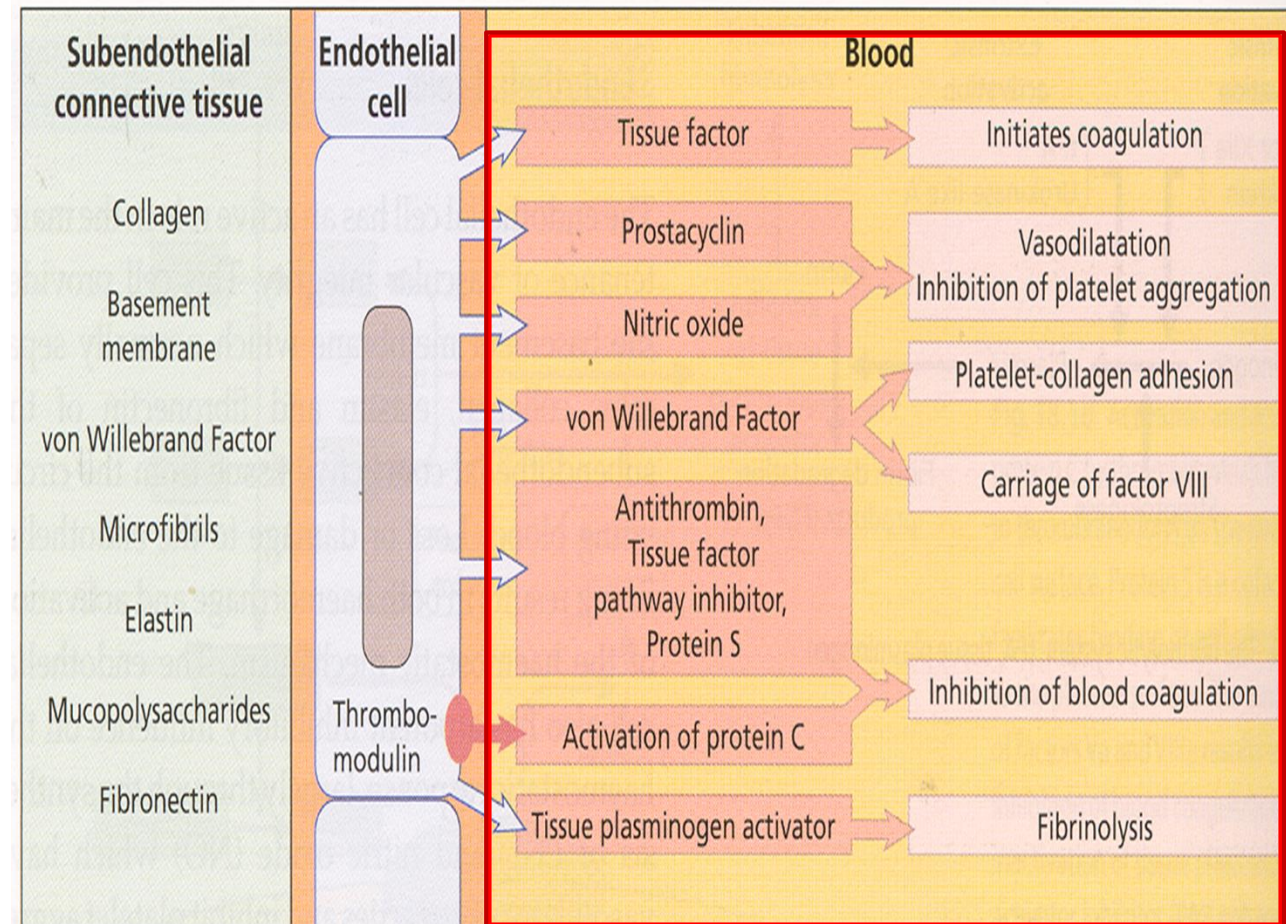 Subendothelial
connective tissue
Collagen
Basement
membrane
von Willebrand Factor
Microfibrils
Elastin
Mucopolysaccharides
Fibronectin
Endothelial
cell
Thrombo-
modulin
Blood
Tissue factor
Initiates coagulation
Prostacyclin
Nitric oxide
Vasodilatation
Inhibition of platelet aggregation
von Willebrand Factor
Platelet-collagen adhesion
Carriage of factor VIII
Antithrombin,
Tissue factor
pathway inhibitor,
Protein S
Activation of protein C
Inhibition of blood coagulation
Tissue plasminogen activator
Fibrinolysis